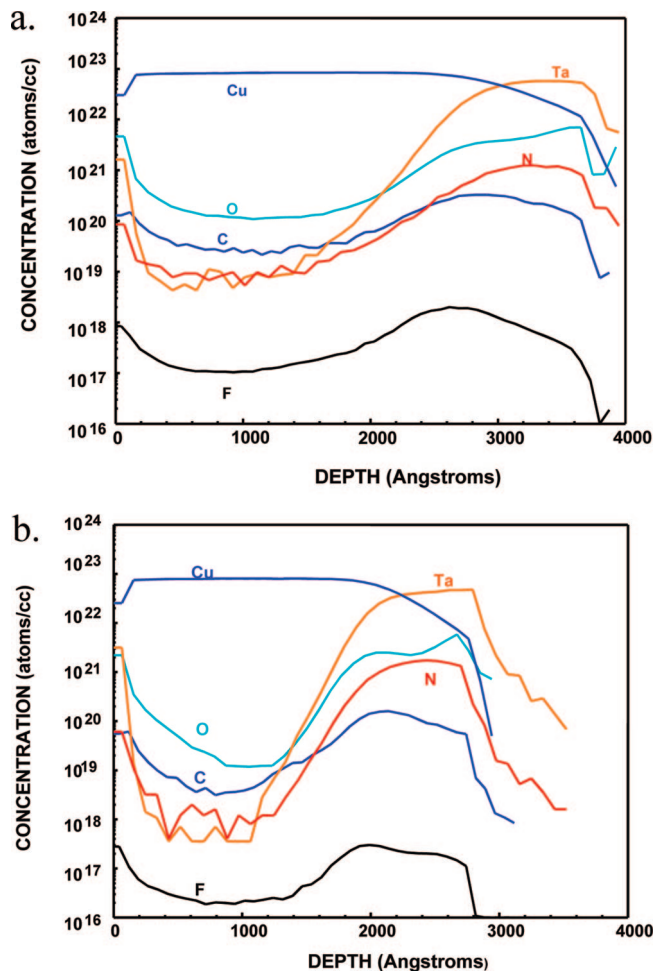 a.
CONCENTRATION (atoms/cc)
10^24
10^23
10^22
10^21
10^20
10^19
10^18
10^17
10^16
Cu
Ta
O
N
C
F
0 1000 2000 3000 4000
DEPTH (Angstroms)
b.
CONCENTRATION (atoms/cc)
10^24
10^23
10^22
10^21
10^20
10^19
10^18
10^17
10^16
Cu
Ta
N
O
C
F
0 1000 2000 3000 4000
DEPTH (Angstroms)